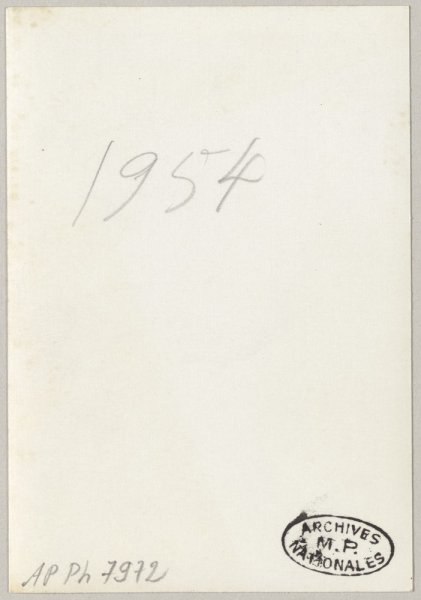 1954
ARCHIVES
M.P.
NATIONALES
AP Ph 7972